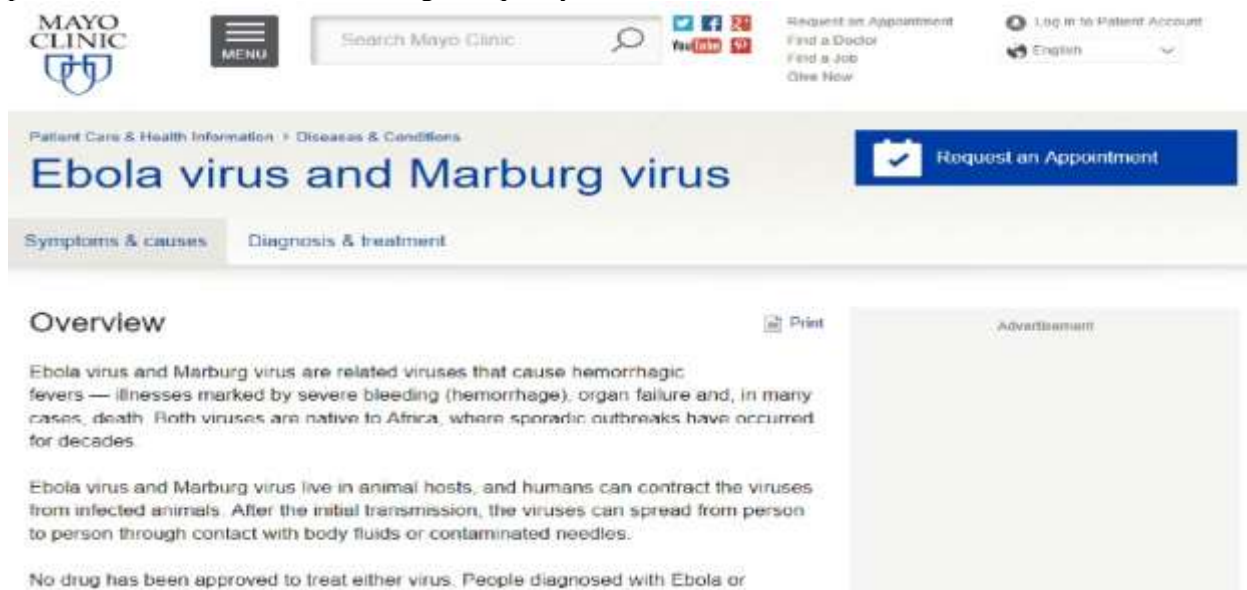 MAYO
CLINIC
MENU
Search Mayo Clinic
You Tube
Request an Appointment
Find a Doctor
Find a Job
Give Now
Log in to Patient Account
English
Patient Care & Health Information > Diseases & Conditions
Ebola virus and Marburg virus
Request an Appointment
Symptoms & causes Diagnosis & treatment
Overview
Print
Advertisement
Ebola virus and Marburg virus are related viruses that cause hemorrhagic
fevers — illnesses marked by severe bleeding (hemorrhage), organ failure and, in many
cases, death. Both viruses are native to Africa, where sporadic outbreaks have occurred
for decades.
Ebola virus and Marburg virus live in animal hosts, and humans can contract the viruses
from infected animals. After the initial transmission, the viruses can spread from person
to person through contact with body fluids or contaminated needles.
No drug has been approved to treat either virus. People diagnosed with Ebola or